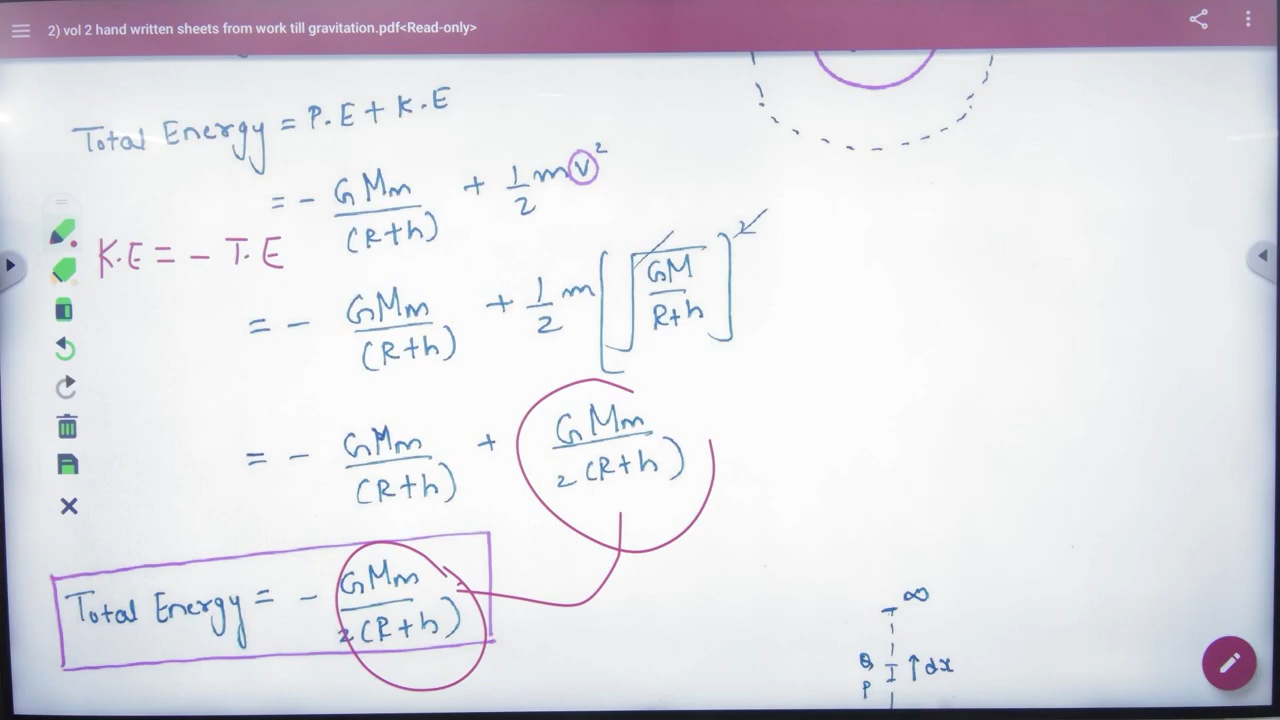 2) vol 2 hand written sheets from work till gravitation.pdf<Read-only>
Total Energy = P.E + K.E
= - GMm/(R+h) + 1/2 mv²
K.E = - T.E
= - GMm/(R+h) + 1/2 m[√(GM/R+h)]²
= - GMm/(R+h) + GMm/2(R+h)
Total Energy = - GMm/2(R+h)
∞
Q
↑dx
P